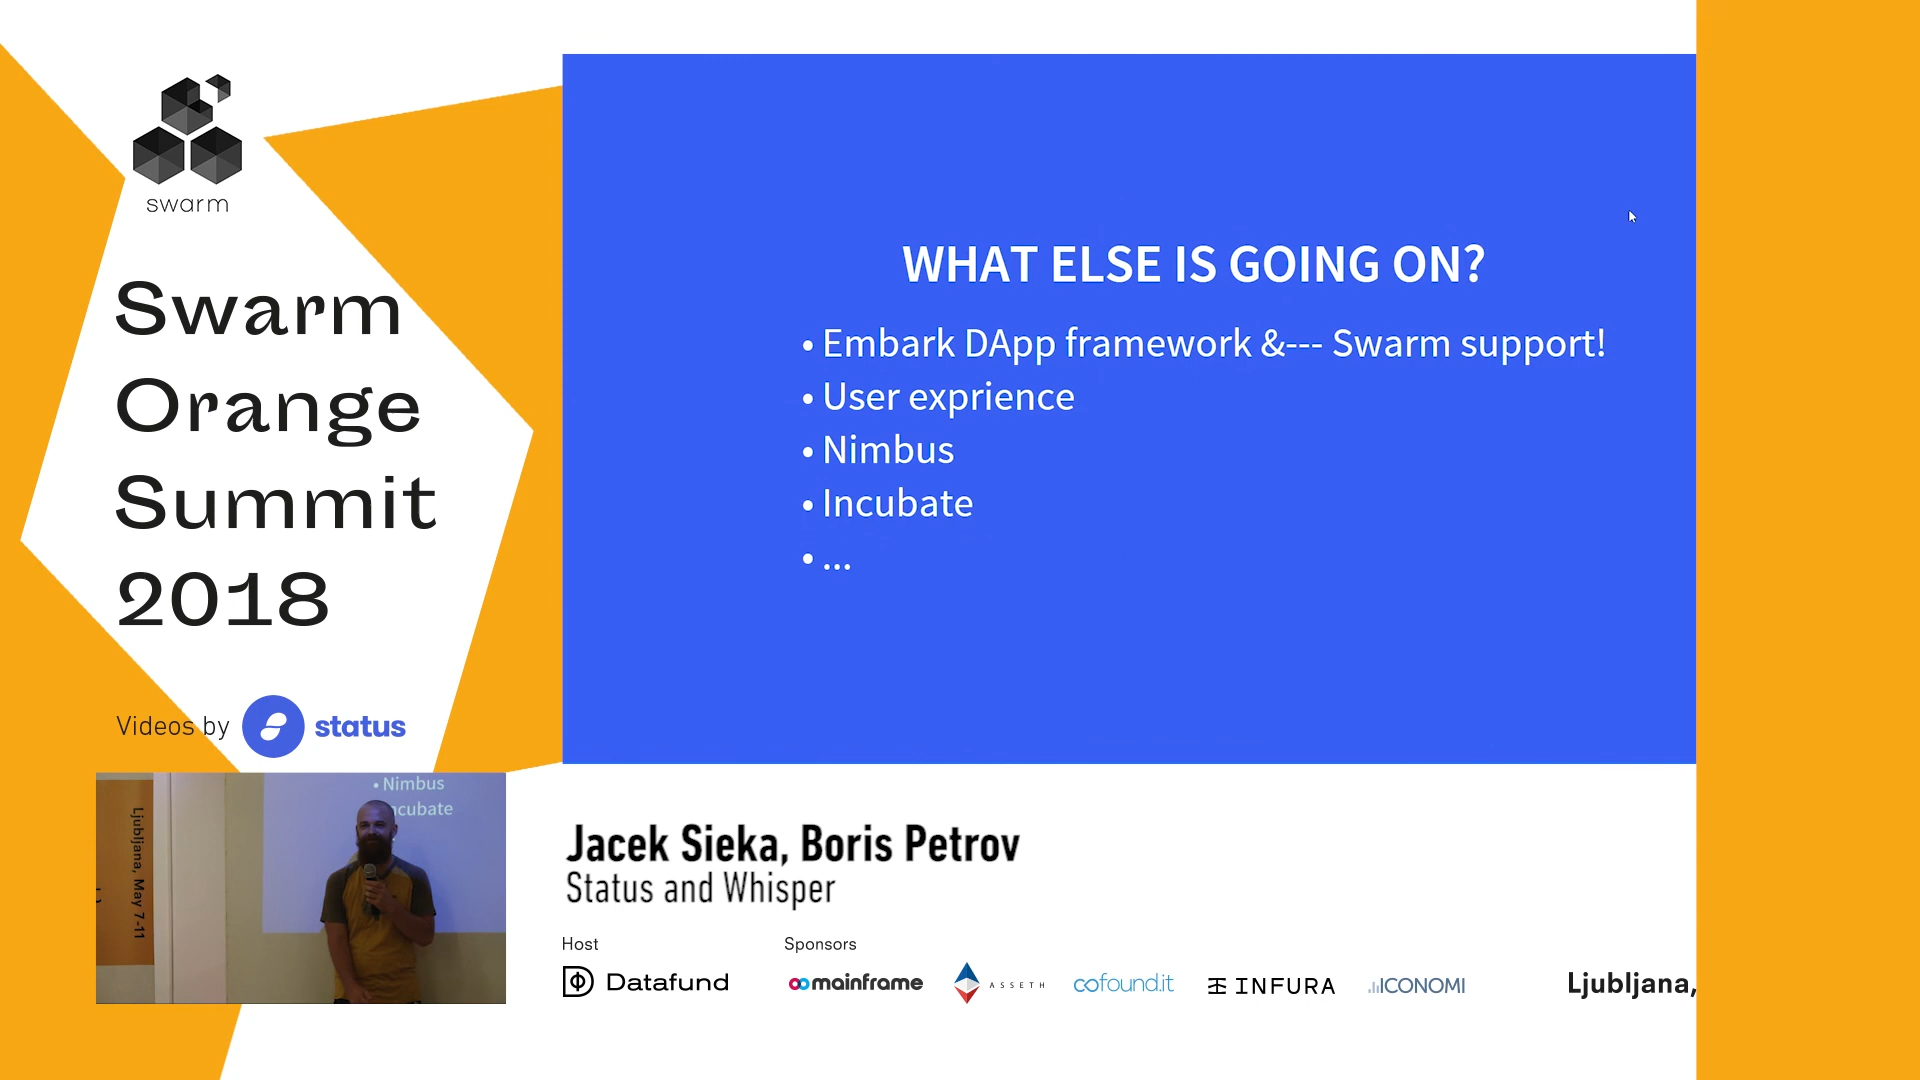 swarm
Swarm
Orange
Summit
2018
Videos by status
WHAT ELSE IS GOING ON?
• Embark DApp framework &--- Swarm support!
• User exprience
• Nimbus
• Incubate
• ...
• Nimbus
ncubate
Ljubljana, May 7-11
Jacek Sieka, Boris Petrov
Status and Whisper
Host
Sponsors
Datafund
mainframe
ASSETH
cofound.it
INFURA
ICONOMI
Ljubljana,